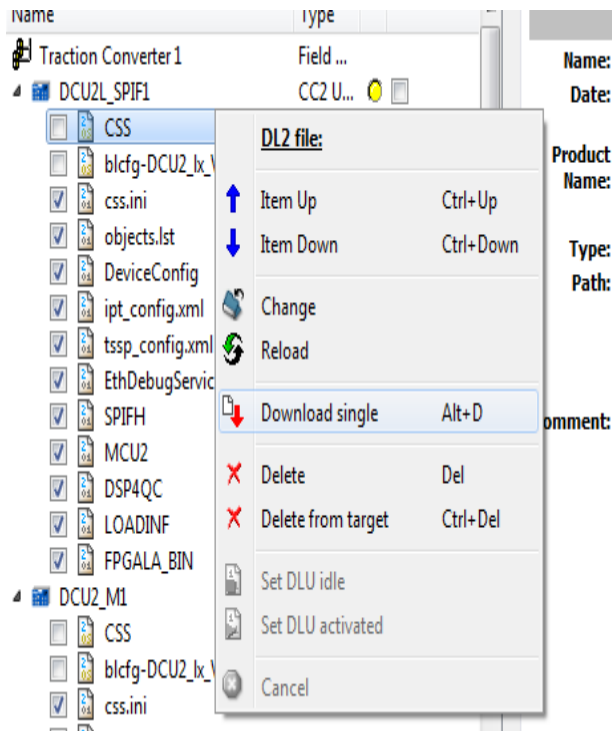 Name Type
Traction Converter 1 Field ...
DCU2L_SPIF1 CC2 U...
CSS
blcfg-DCU2_lx_
css.ini
objects.lst
DeviceConfig
ipt_config.xml
tssp_config.xml
EthDebugServic
SPIFH
MCU2
DSP4QC
LOADINF
FPGALA_BIN
DCU2_M1
CSS
blcfg-DCU2_lx_
css.ini
DL2 file:
Item Up Ctrl+Up
Item Down Ctrl+Down
Change
Reload
Download single Alt+D
Delete Del
Delete from target Ctrl+Del
Set DLU idle
Set DLU activated
Cancel
Name:
Date:
Product
Name:
Type:
Path:
omment: